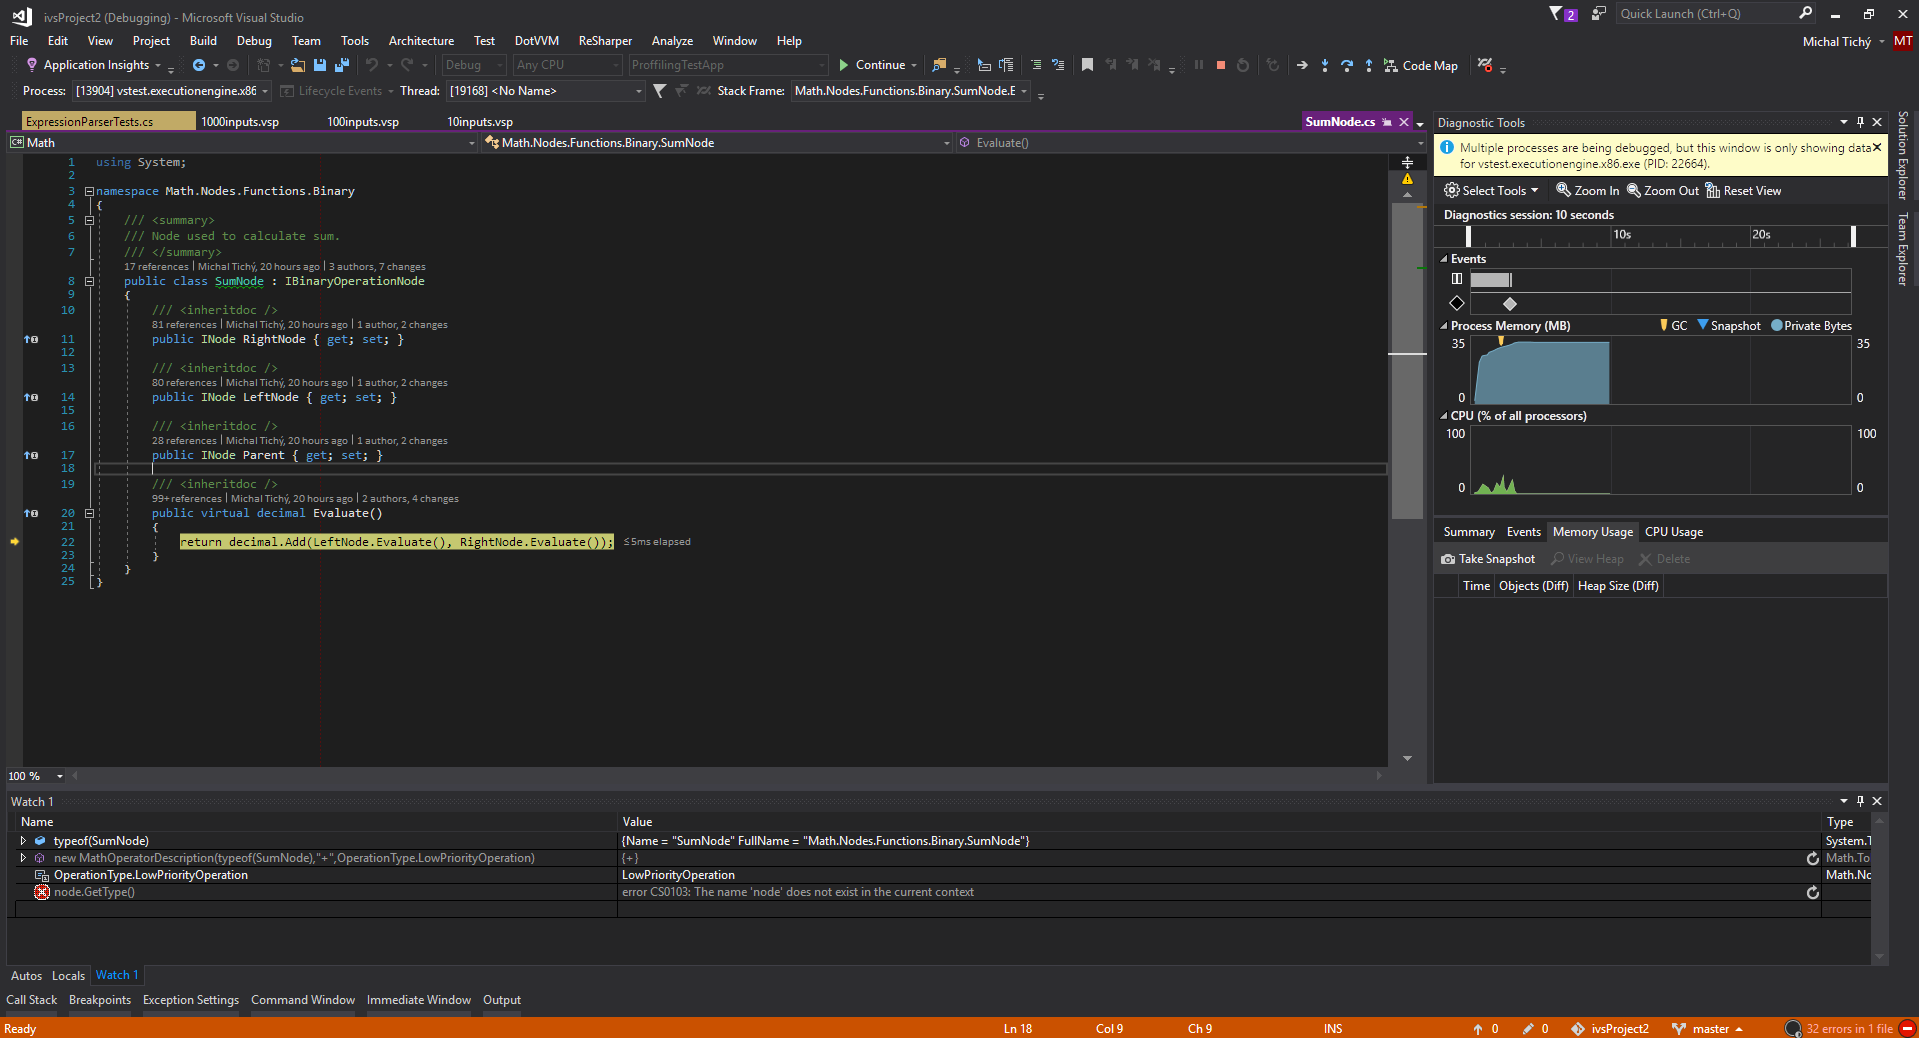 ivsProject2 (Debugging) - Microsoft Visual Studio
2
Quick Launch (Ctrl+Q)
File Edit View Project Build Debug Team Tools Architecture Test DotVVM ReSharper Analyze Window Help
Michal Tichý MT
Application Insights Debug Any CPU ProffilingTestApp Continue Code Map
Process: [13904] vstest.executionengine.x86 Lifecycle Events Thread: [19168] <No Name> Stack Frame: Math.Nodes.Functions.Binary.SumNode.E
ExpressionParserTests.cs 1000inputs.vsp 100inputs.vsp 10inputs.vsp SumNode.cs
C# Math Math.Nodes.Functions.Binary.SumNode Evaluate()
1 using System;
2
3 namespace Math.Nodes.Functions.Binary
4 {
5 /// <summary>
6 /// Node used to calculate sum.
7 /// </summary>
17 references | Michal Tichý, 20 hours ago | 3 authors, 7 changes
8 public class SumNode : IBinaryOperationNode
9 {
10 /// <inheritdoc />
81 references | Michal Tichý, 20 hours ago | 1 author, 2 changes
11 public INode RightNode { get; set; }
12
13 /// <inheritdoc />
80 references | Michal Tichý, 20 hours ago | 1 author, 2 changes
14 public INode LeftNode { get; set; }
15
16 /// <inheritdoc />
28 references | Michal Tichý, 20 hours ago | 1 author, 2 changes
17 public INode Parent { get; set; }
18
19 /// <inheritdoc />
99+ references | Michal Tichý, 20 hours ago | 2 authors, 4 changes
20 public virtual decimal Evaluate()
21 {
22 return decimal.Add(LeftNode.Evaluate(), RightNode.Evaluate()); ≤5ms elapsed
23 }
24 }
25 }
100 %
Diagnostic Tools
Multiple processes are being debugged, but this window is only showing data
for vstest.executionengine.x86.exe (PID: 22664).
Select Tools Zoom In Zoom Out Reset View
Diagnostics session: 10 seconds
10s 20s
Events
Process Memory (MB) GC Snapshot Private Bytes
35 35
0 0
CPU (% of all processors)
100 100
0 0
Summary Events Memory Usage CPU Usage
Take Snapshot View Heap Delete
Time Objects (Diff) Heap Size (Diff)
Solution Explorer
Team Explorer
Watch 1
Name Value Type
typeof(SumNode) {Name = "SumNode" FullName = "Math.Nodes.Functions.Binary.SumNode"} System.T
new MathOperatorDescription(typeof(SumNode),"+",OperationType.LowPriorityOperation) {+} Math.To
OperationType.LowPriorityOperation LowPriorityOperation Math.No
node.GetType() error CS0103: The name 'node' does not exist in the current context
Autos Locals Watch 1
Call Stack Breakpoints Exception Settings Command Window Immediate Window Output
Ready Ln 18 Col 9 Ch 9 INS 0 0 ivsProject2 master 32 errors in 1 file